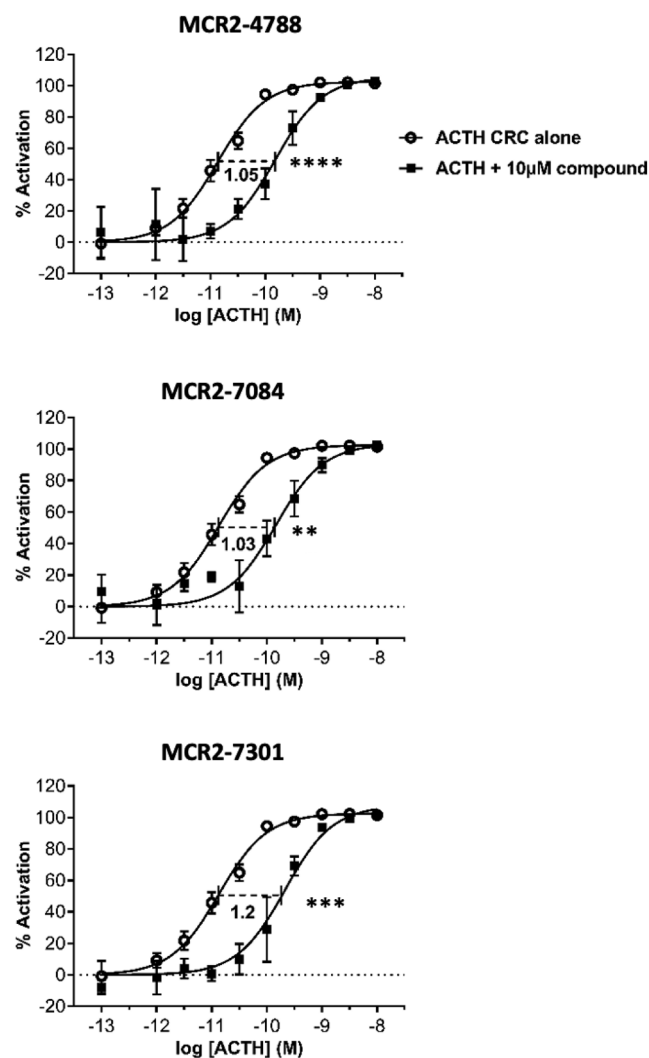 MCR2-4788
120
100
80
60
40
20
0
-20
% Activation
1.05
****
-13 -12 -11 -10 -9 -8
log [ACTH] (M)
ACTH CRC alone
ACTH + 10µM compound
MCR2-7084
120
100
80
60
40
20
0
-20
% Activation
1.03
**
-13 -12 -11 -10 -9 -8
log [ACTH] (M)
MCR2-7301
120
100
80
60
40
20
0
-20
% Activation
1.2
***
-13 -12 -11 -10 -9 -8
log [ACTH] (M)